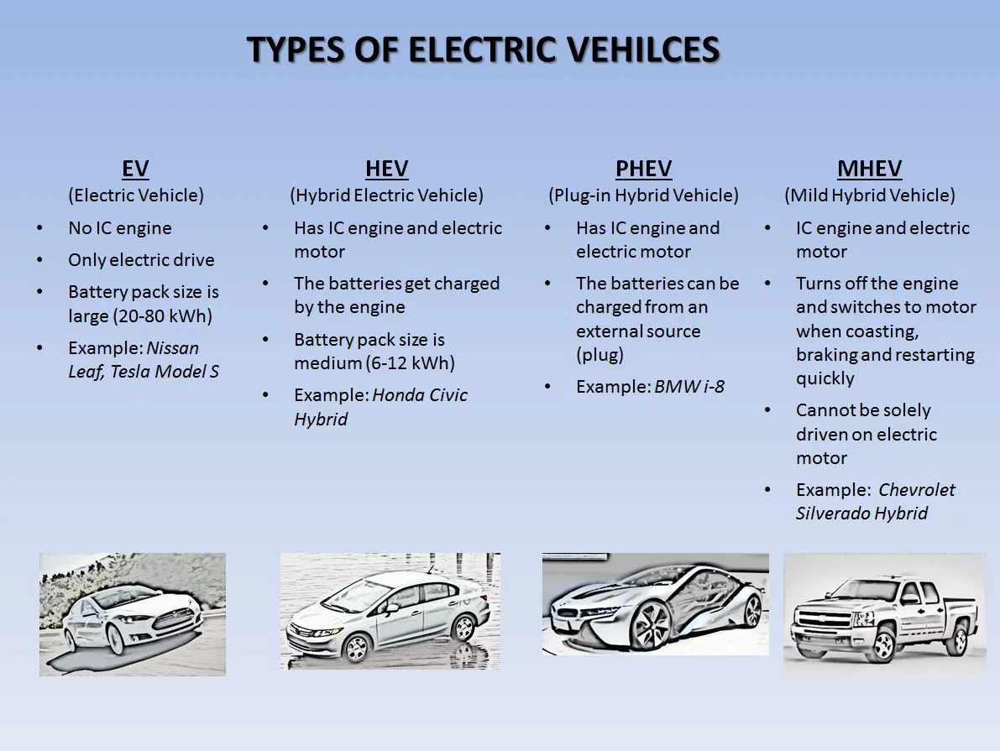 TYPES OF ELECTRIC VEHILCES
EV
(Electric Vehicle)
• No IC engine
• Only electric drive
• Battery pack size is
large (20-80 kWh)
• Example: Nissan
Leaf, Tesla Model S
HEV
(Hybrid Electric Vehicle)
• Has IC engine and electric
motor
• The batteries get charged
by the engine
• Battery pack size is
medium (6-12 kWh)
• Example: Honda Civic
Hybrid
PHEV
(Plug-in Hybrid Vehicle)
• Has IC engine and
electric motor
• The batteries can be
charged from an
external source
(plug)
• Example: BMW i-8
MHEV
(Mild Hybrid Vehicle)
• IC engine and electric
motor
• Turns off the engine
and switches to motor
when coasting,
braking and restarting
quickly
• Cannot be solely
driven on electric
motor
• Example: Chevrolet
Silverado Hybrid